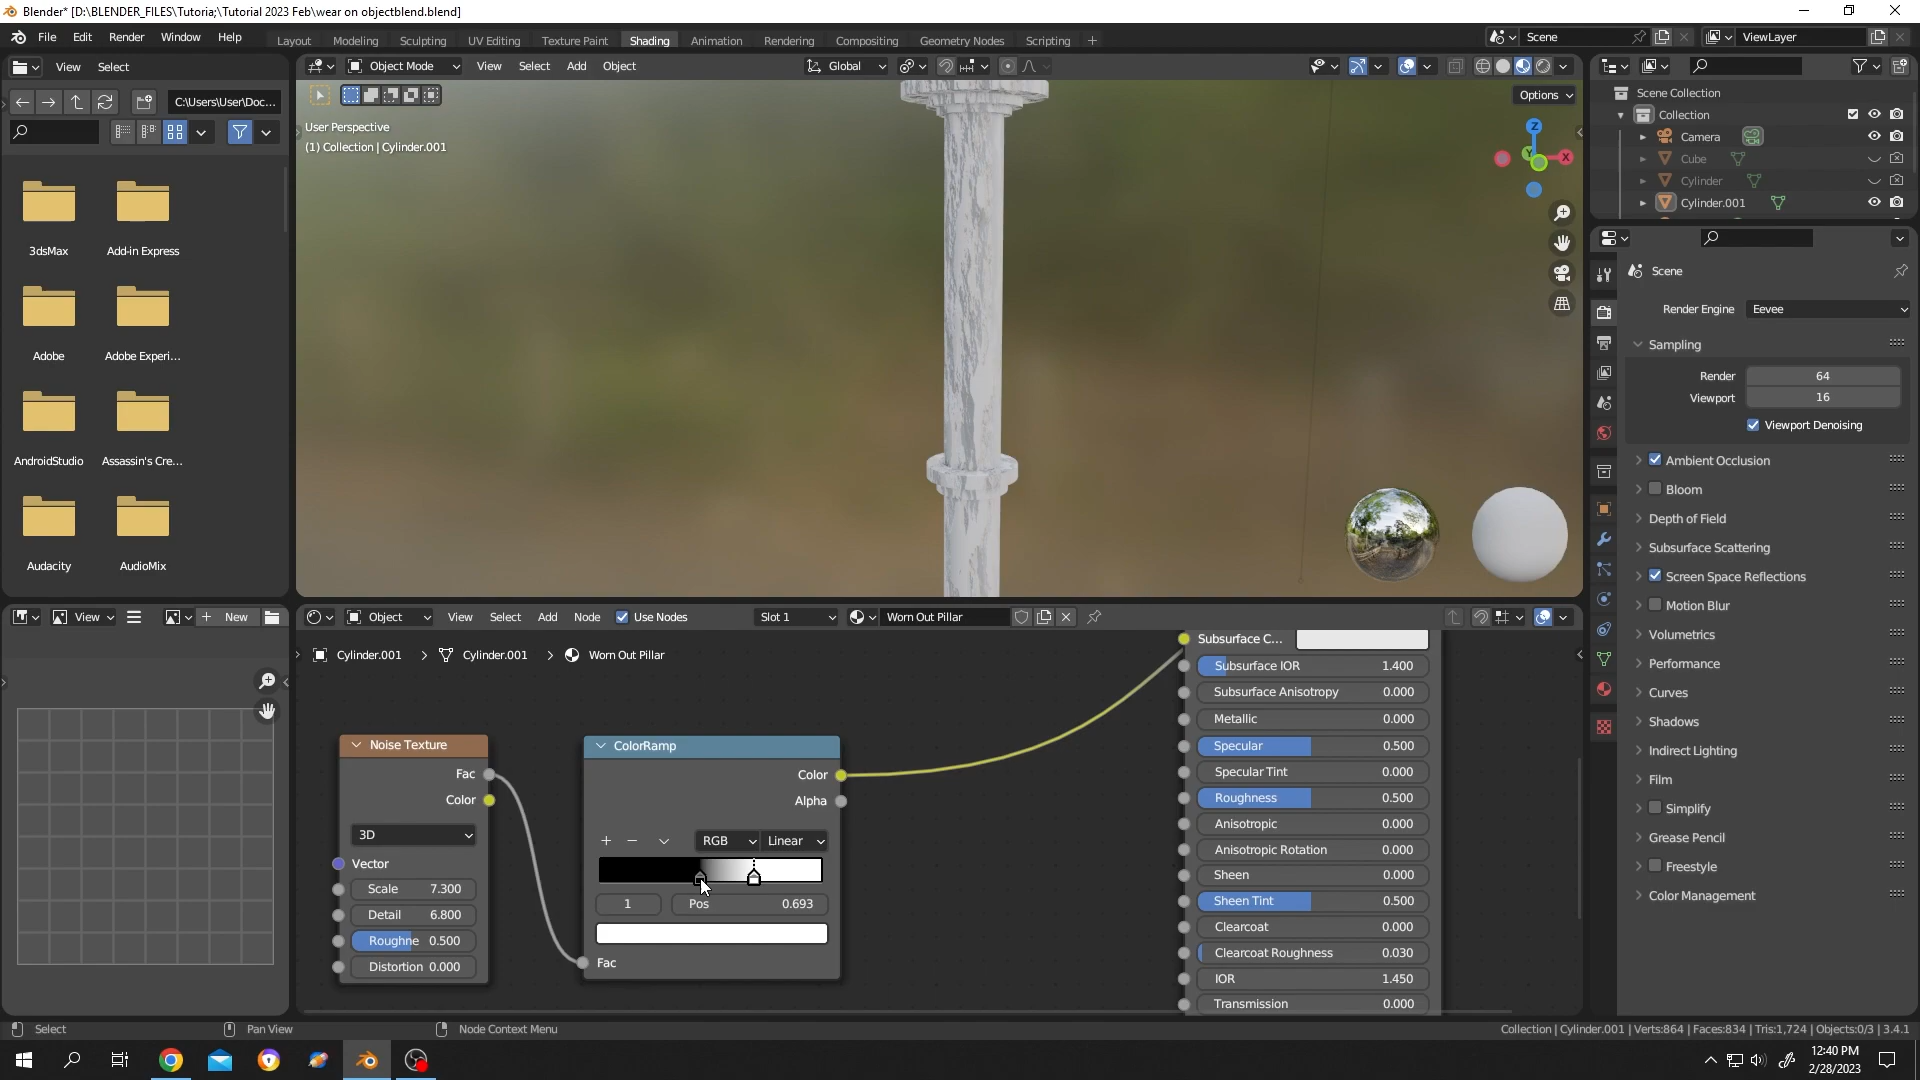 Blender* [D:\BLENDER_FILES\Tutoria;\Tutorial 2023 Feb\wear on objectblend.blend]
File Edit Render Window Help
Layout Modeling Sculpting UV Editing Texture Paint Shading Animation Rendering Compositing Geometry Nodes Scripting +
Scene ViewLayer
View Select
Object Mode View Select Add Object Global
C:\Users\User\Doc...
Options
User Perspective
(1) Collection | Cylinder.001
Z
Y
X
3dsMax Add-in Express
Adobe Adobe Experi...
AndroidStudio Assassin's Cre...
Audacity AudioMix
Scene Collection
Collection
Camera
Cube
Cylinder
Cylinder.001
Scene
Render Engine Eevee
Sampling
Render 64
Viewport 16
Viewport Denoising
Ambient Occlusion
Bloom
Depth of Field
Subsurface Scattering
Screen Space Reflections
Motion Blur
Volumetrics
Performance
Curves
Shadows
Indirect Lighting
Film
Simplify
Grease Pencil
Freestyle
Color Management
View + New
Object View Select Add Node Use Nodes Slot 1 Worn Out Pillar
Cylinder.001 > Cylinder.001 > Worn Out Pillar
Noise Texture
Fac
Color
3D
Vector
Scale 7.300
Detail 6.800
Roughne 0.500
Distortion 0.000
ColorRamp
Color
Alpha
+ − RGB Linear
1 Pos 0.693
Fac
Subsurface C...
Subsurface IOR 1.400
Subsurface Anisotropy 0.000
Metallic 0.000
Specular 0.500
Specular Tint 0.000
Roughness 0.500
Anisotropic 0.000
Anisotropic Rotation 0.000
Sheen 0.000
Sheen Tint 0.500
Clearcoat 0.000
Clearcoat Roughness 0.030
IOR 1.450
Transmission 0.000
Select Pan View Node Context Menu
Collection | Cylinder.001 | Verts:864 | Faces:834 | Tris:1,724 | Objects:0/3 | 3.4.1
12:40 PM
2/28/2023